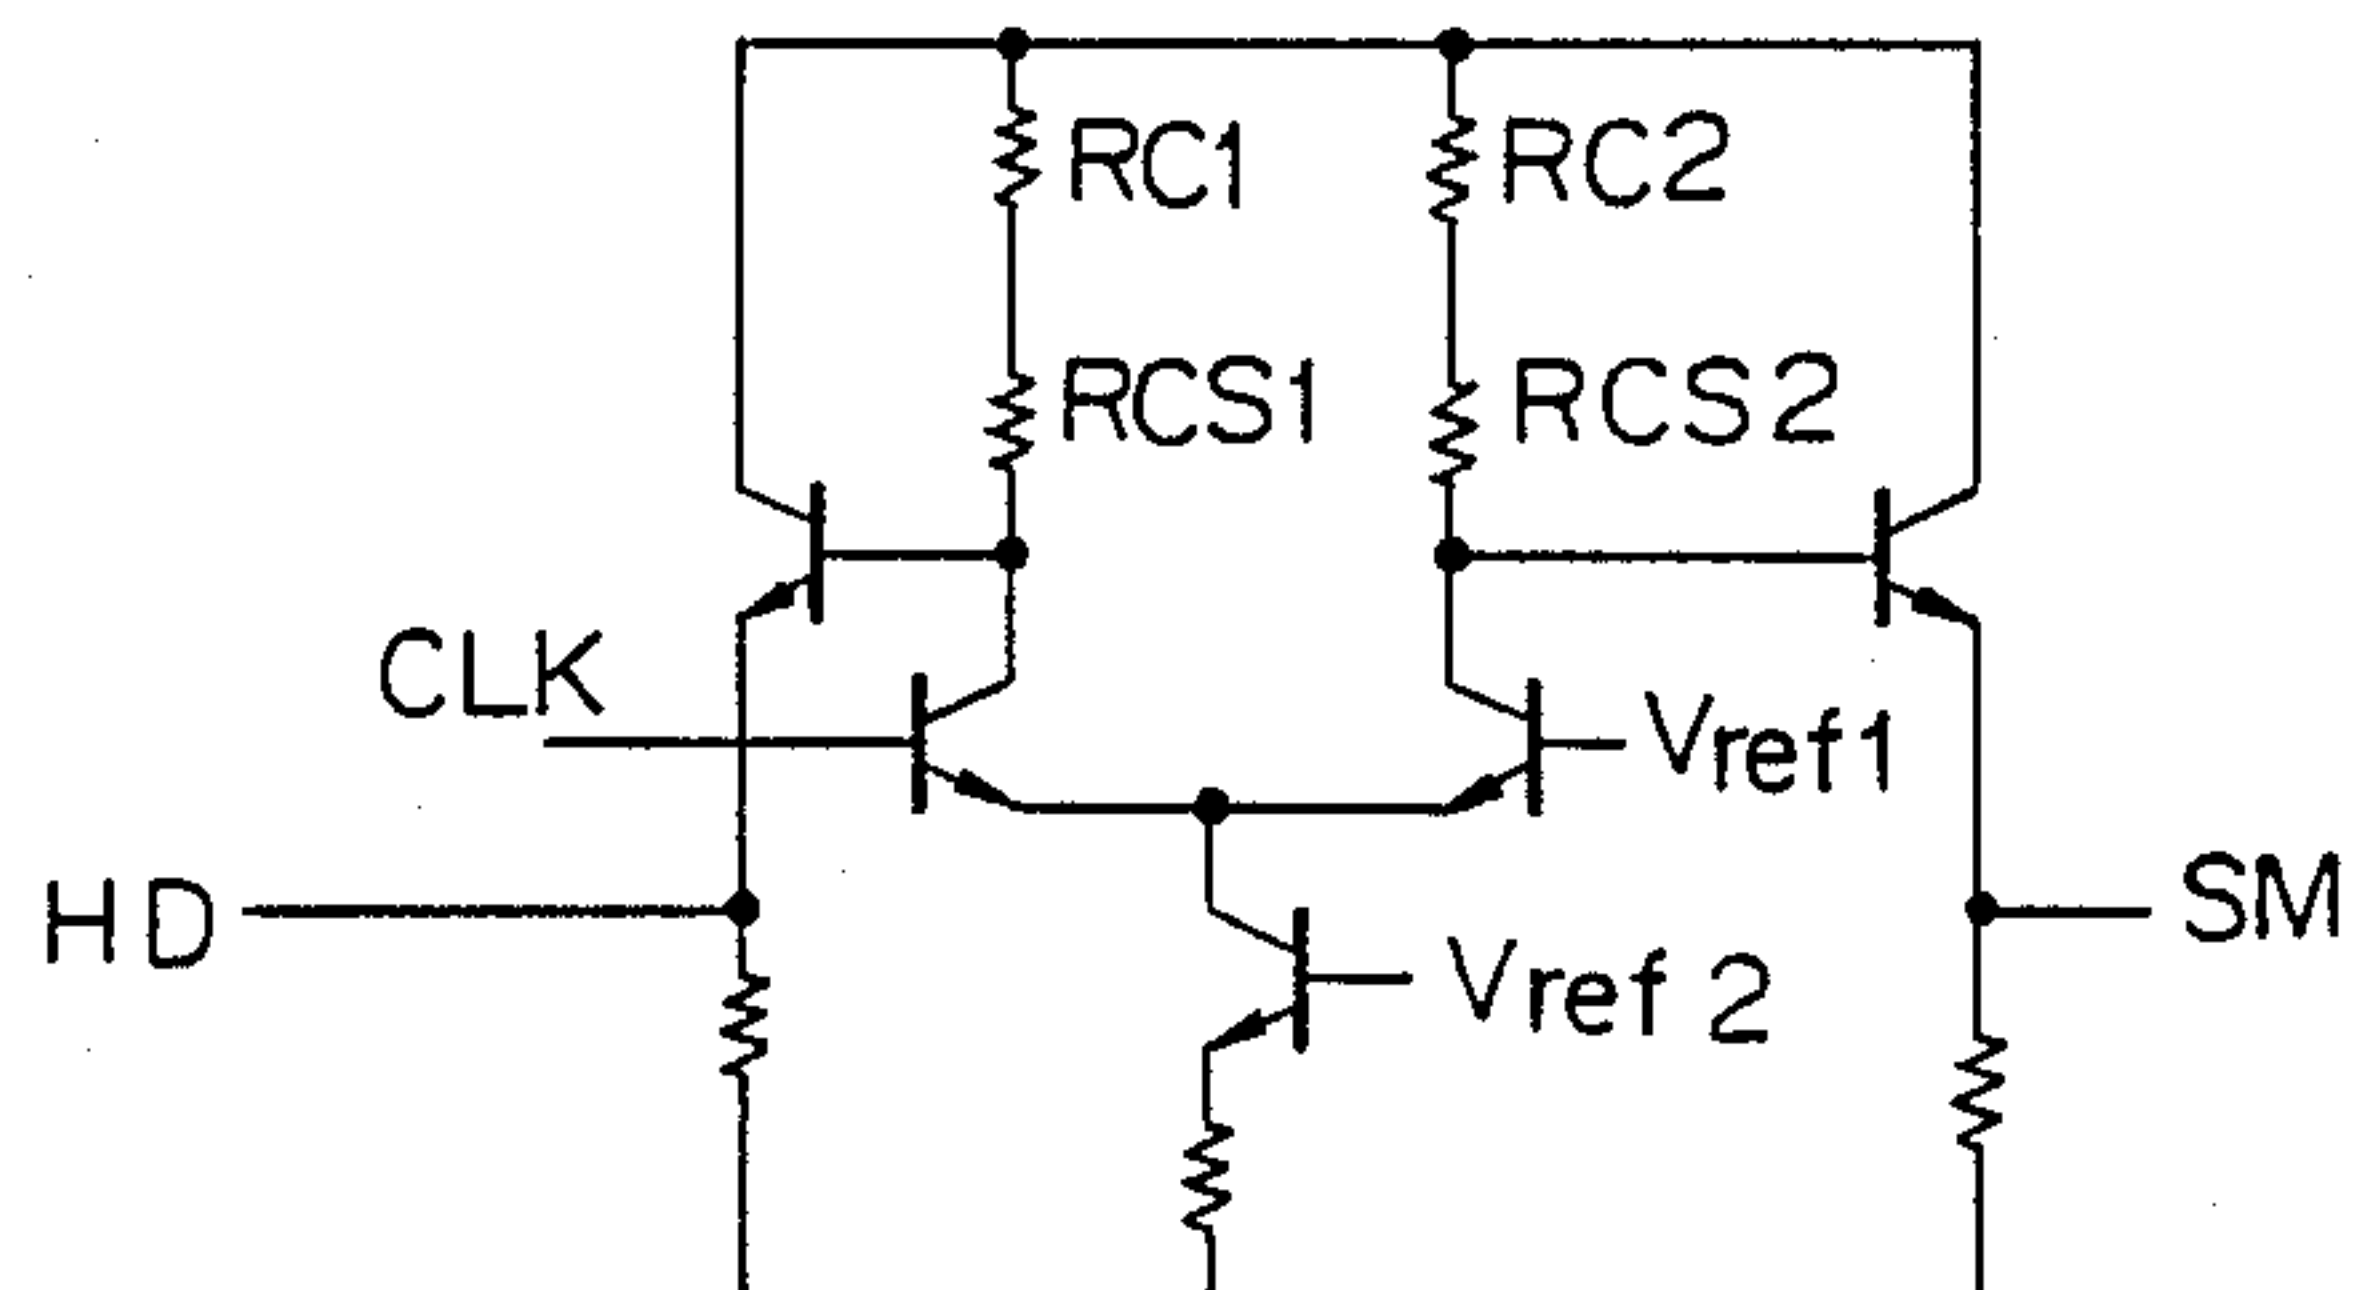 RC1
RC2
RCS1
RCS2
CLK
Vref1
HD
SM
Vref 2